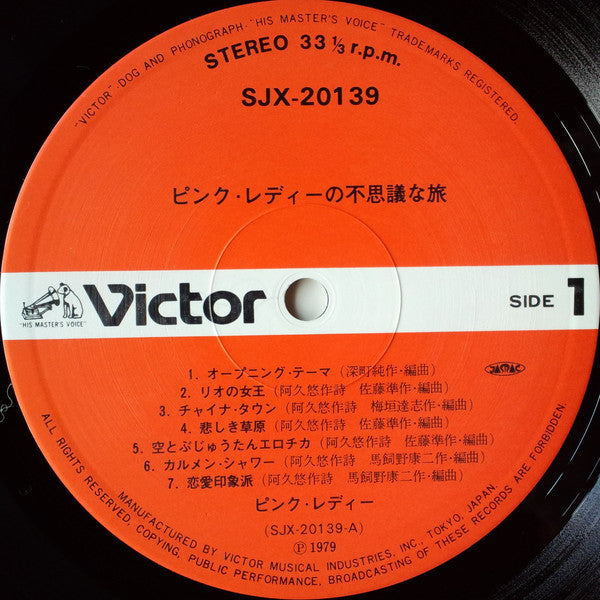 "VICTOR"-DOG AND PHONOGRAPH-"HIS MASTER'S VOICE" TRADEMARKS REGISTERED.
STEREO 33 1/3 r.p.m.
SJX-20139
ピンク・レディーの不思議な旅
"HIS MASTER'S VOICE"
Victor
SIDE 1
1. オープニング・テーマ (深町純作・編曲)
2. リオの女王 (阿久悠作詩 佐藤準作・編曲)
3. チャイナ・タウン (阿久悠作詩 梅垣達志作・編曲)
4. 悲しき草原 (阿久悠作詩 佐藤準作・編曲)
5. 空とぶじゅうたんエロチカ (阿久悠作詩 佐藤準作・編曲)
6. カルメン・シャワー (阿久悠作詩 馬飼野康二作・編曲)
7. 恋愛印象派 (阿久悠作詩 馬飼野康二作・編曲)
JASRAC
ピンク・レディー
(SJX-20139-A)
Ⓟ 1979
MANUFACTURED BY VICTOR MUSICAL INDUSTRIES, INC., TOKYO, JAPAN.
ALL RIGHTS RESERVED, COPYING, PUBLIC PERFORMANCE, BROADCASTING OF THESE RECORDS ARE FORBIDDEN.